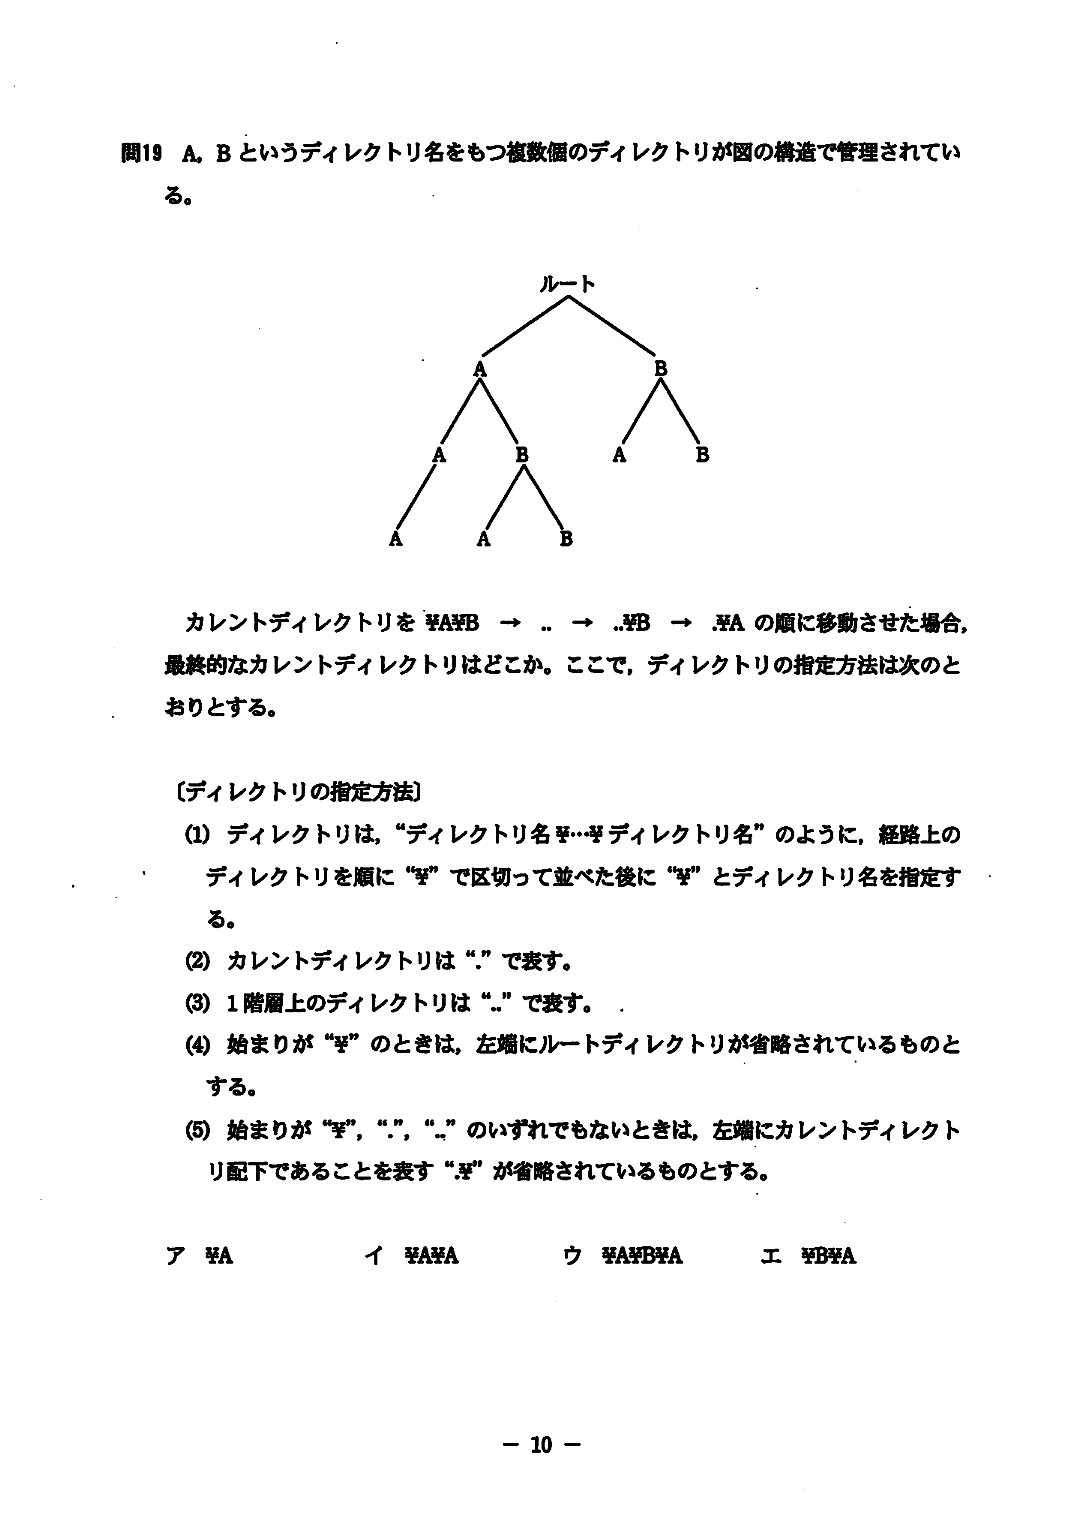 問19 A，B というディレクトリ名をもつ複数個のディレクトリが図の構造で管理されてい
る。
ルート
A B
A B A B
A A B
カレントディレクトリを ¥A¥B → .. → ..¥B → .¥A の順に移動させた場合，
最終的なカレントディレクトリはどこか。ここで，ディレクトリの指定方法は次のと
おりとする。
〔ディレクトリの指定方法〕
(1) ディレクトリは，“ディレクトリ名 ¥…¥ ディレクトリ名” のように，経路上の
ディレクトリを順に “¥” で区切って並べた後に “¥” とディレクトリ名を指定す
る。
(2) カレントディレクトリは “.” で表す。
(3) 1 階層上のディレクトリは “..” で表す。
(4) 始まりが “¥” のときは，左端にルートディレクトリが省略されているものと
する。
(5) 始まりが “¥”，“.”，“..” のいずれでもないときは，左端にカレントディレクト
リ配下であることを表す “.¥” が省略されているものとする。
ア ¥A イ ¥A¥A ウ ¥A¥B¥A エ ¥B¥A
－ 10 －